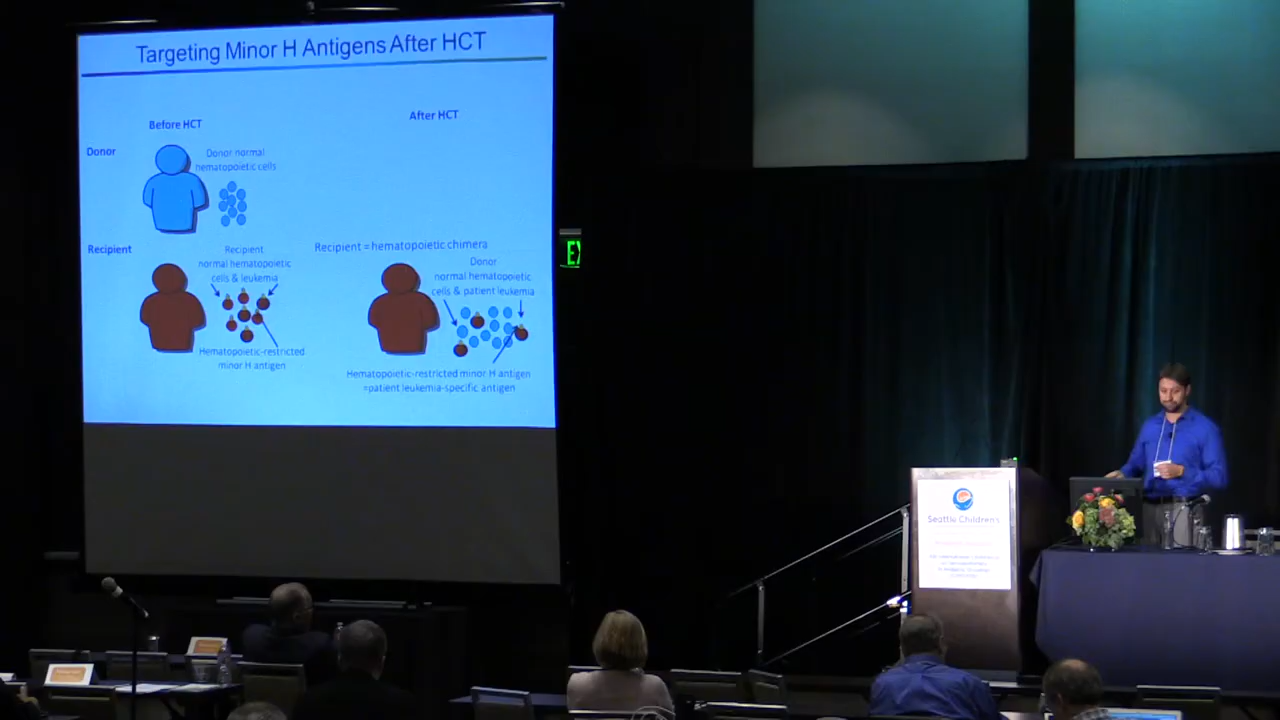 Targeting Minor H Antigens After HCT
Before HCT
After HCT
Donor
Donor normal
hematopoietic cells
Recipient
Recipient
normal hematopoietic
cells & leukemia
Hematopoietic-restricted
minor H antigen
Recipient = hematopoietic chimera
Donor
normal hematopoietic
cells & patient leukemia
Hematopoietic-restricted minor H antigen
=patient leukemia-specific antigen
EX
Seattle Children's